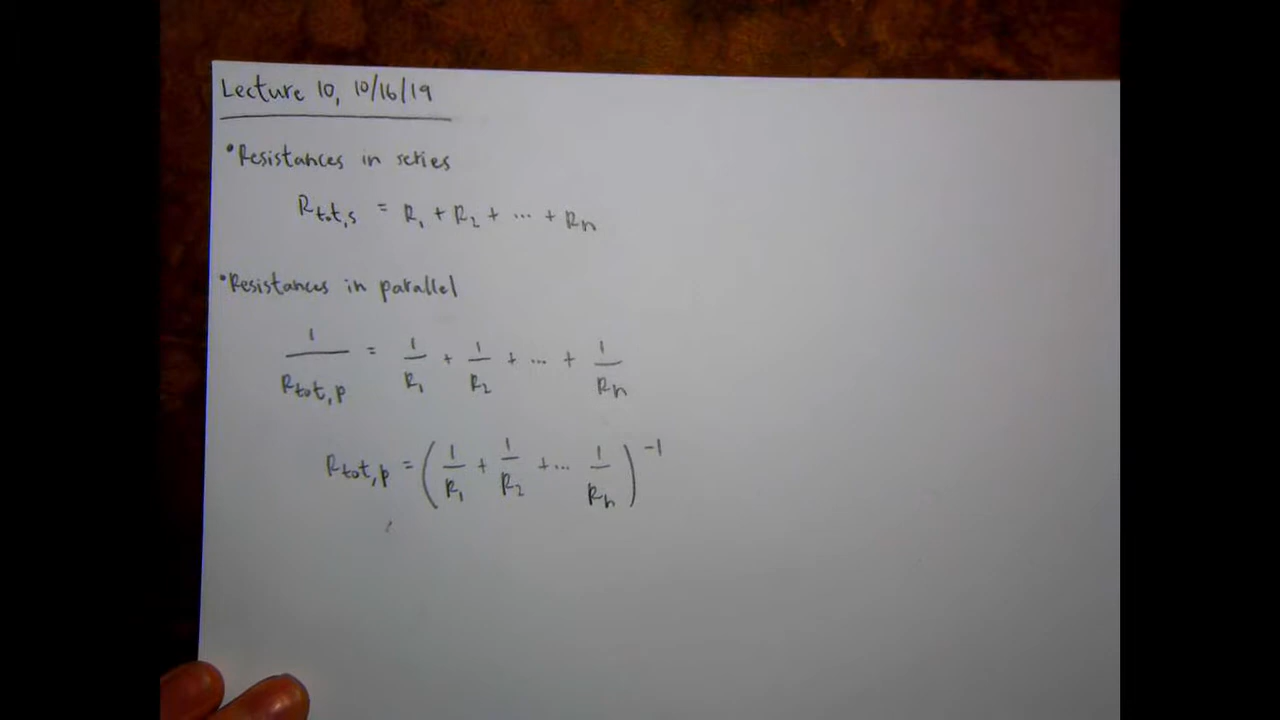 Lecture 10, 10/16/19
•Resistances in series
R_tot,s = R_1 + R_2 + ... + R_n
•Resistances in parallel
1/R_tot,p = 1/R_1 + 1/R_2 + ... + 1/R_n
R_tot,p = (1/R_1 + 1/R_2 + ... 1/R_n)^-1